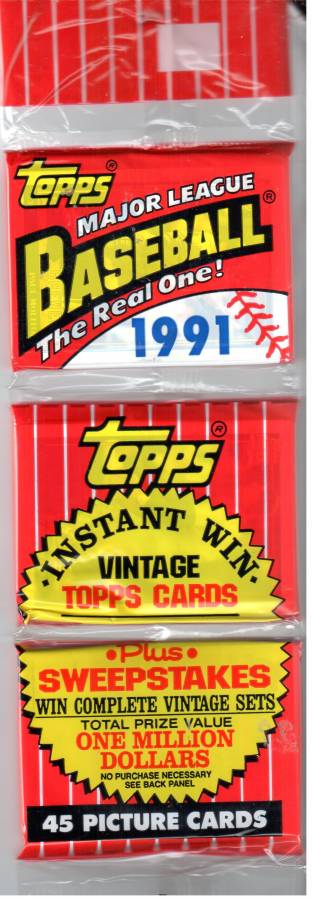 Topps®
MAJOR LEAGUE
BASEBALL®
The Real One!
1991
Topps®
·INSTANT WIN·
VINTAGE
TOPPS CARDS
•Plus•
SWEEPSTAKES
WIN COMPLETE VINTAGE SETS
TOTAL PRIZE VALUE
ONE MILLION
DOLLARS
NO PURCHASE NECESSARY
SEE BACK PANEL
45 PICTURE CARDS